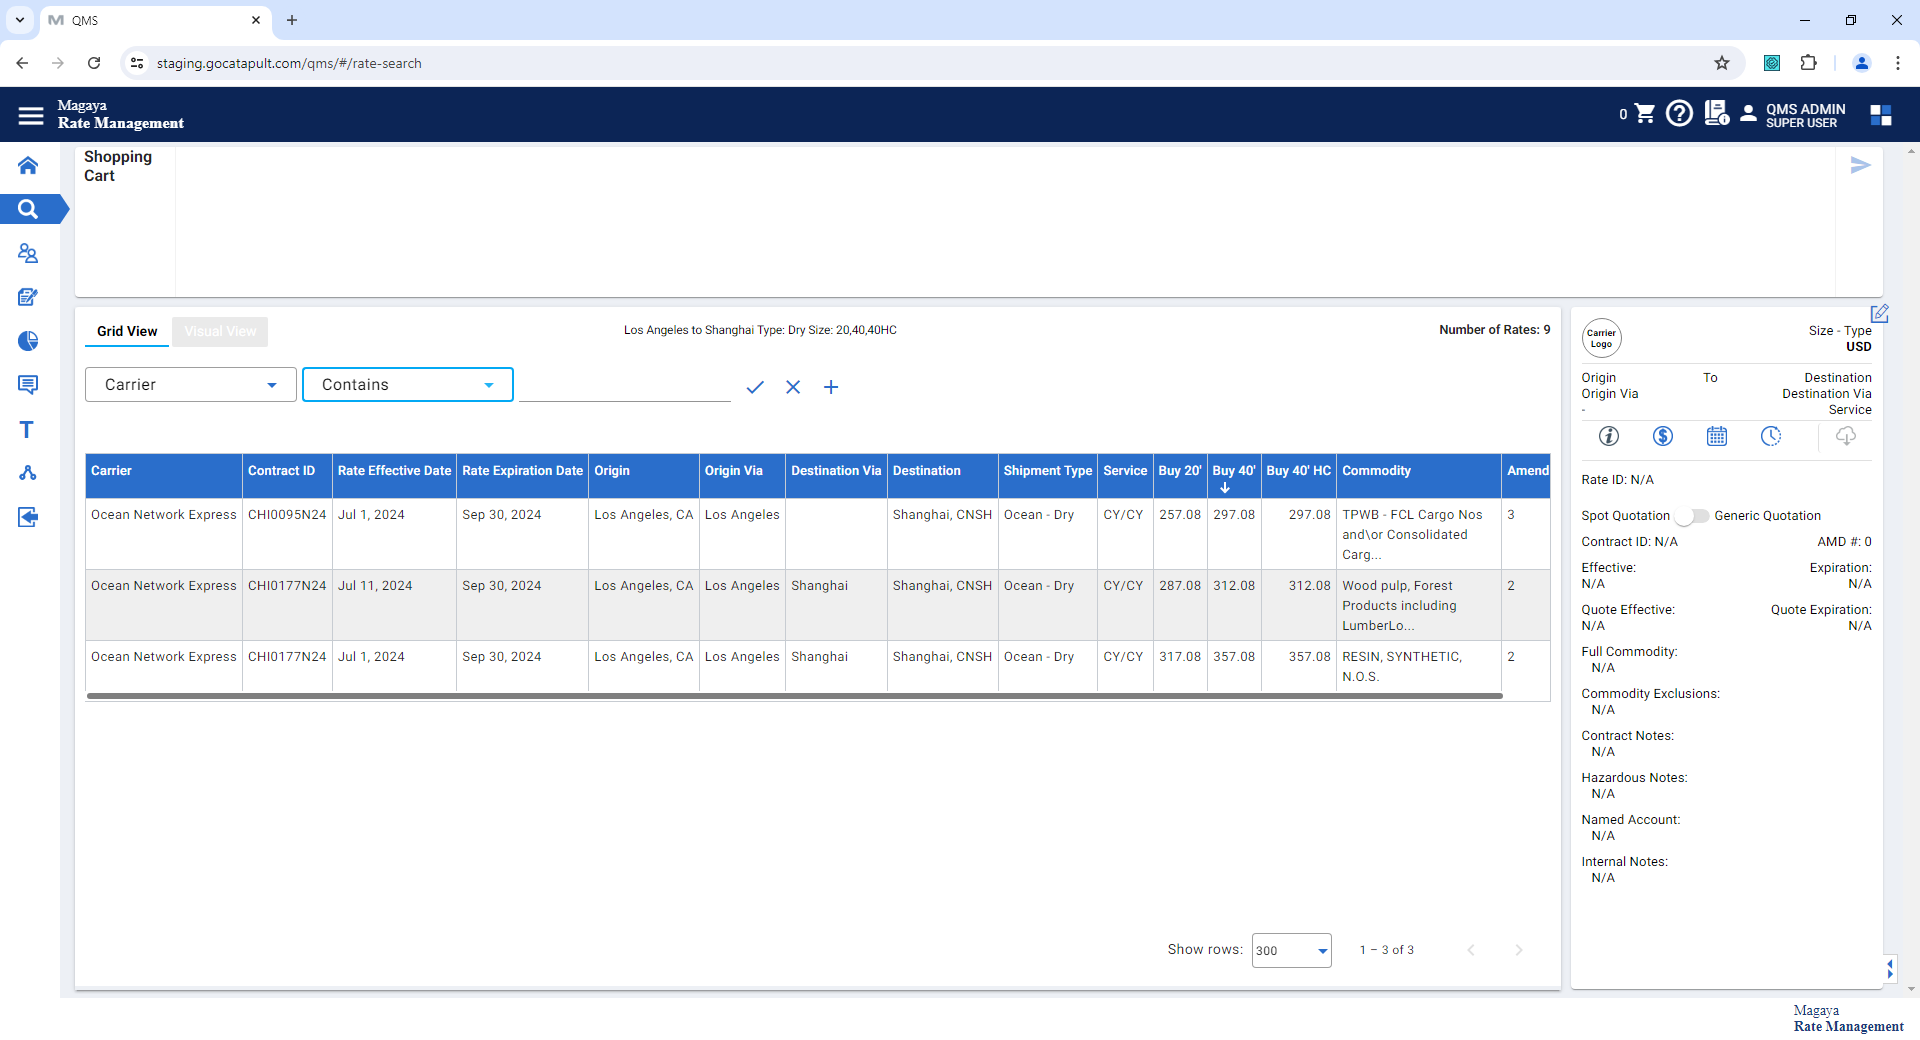 QMS
staging.gocatapult.com/qms/#/rate-search
Magaya
Rate Management
0
QMS ADMIN
SUPER USER
Shopping
Cart
Grid View
Visual View
Los Angeles to Shanghai Type: Dry Size: 20,40,40HC
Number of Rates: 9
Carrier
Contains
Carrier Contract ID Rate Effective Date Rate Expiration Date Origin Origin Via Destination Via Destination Shipment Type Service Buy 20' Buy 40' Buy 40' HC Commodity Amend
Ocean Network Express CHI0095N24 Jul 1, 2024 Sep 30, 2024 Los Angeles, CA Los Angeles Shanghai, CNSH Ocean - Dry CY/CY 257.08 297.08 297.08 TPWB - FCL Cargo Nos 3
and\or Consolidated
Carg...
Ocean Network Express CHI0177N24 Jul 11, 2024 Sep 30, 2024 Los Angeles, CA Los Angeles Shanghai Shanghai, CNSH Ocean - Dry CY/CY 287.08 312.08 312.08 Wood pulp, Forest 2
Products including
LumberLo...
Ocean Network Express CHI0177N24 Jul 1, 2024 Sep 30, 2024 Los Angeles, CA Los Angeles Shanghai Shanghai, CNSH Ocean - Dry CY/CY 317.08 357.08 357.08 RESIN, SYNTHETIC, 2
N.O.S.
Show rows: 300 1 – 3 of 3
Carrier
Logo
Size - Type
USD
Origin To Destination
Origin Via Destination Via
- Service
Rate ID: N/A
Spot Quotation Generic Quotation
Contract ID: N/A AMD #: 0
Effective: Expiration:
N/A N/A
Quote Effective: Quote Expiration:
N/A N/A
Full Commodity:
N/A
Commodity Exclusions:
N/A
Contract Notes:
N/A
Hazardous Notes:
N/A
Named Account:
N/A
Internal Notes:
N/A
Magaya
Rate Management